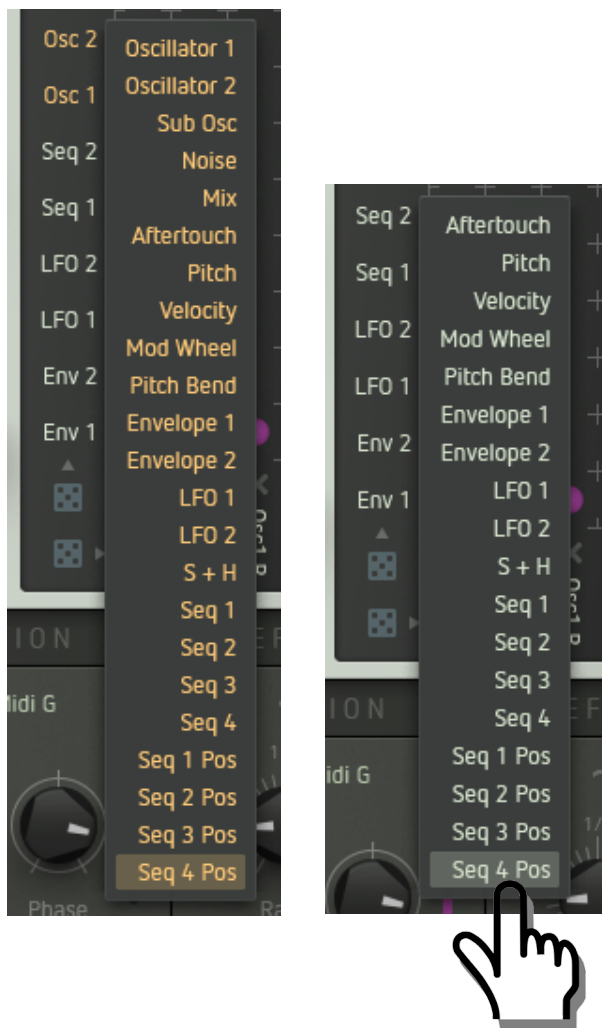 Osc 2
Osc 1
Seq 2
Seq 1
LFO 2
LFO 1
Env 2
Env 1
Oscillator 1
Oscillator 2
Sub Osc
Noise
Mix
Aftertouch
Pitch
Velocity
Mod Wheel
Pitch Bend
Envelope 1
Envelope 2
LFO 1
LFO 2
S + H
Seq 1
Seq 2
Seq 3
Seq 4
Seq 1 Pos
Seq 2 Pos
Seq 3 Pos
Seq 4 Pos
ION
Midi G
Phase
Seq 2
Seq 1
LFO 2
LFO 1
Env 2
Env 1
Aftertouch
Pitch
Velocity
Mod Wheel
Pitch Bend
Envelope 1
Envelope 2
LFO 1
LFO 2
S + H
Seq 1
Seq 2
Seq 3
Seq 4
Seq 1 Pos
Seq 2 Pos
Seq 3 Pos
Seq 4 Pos
ION
idi G